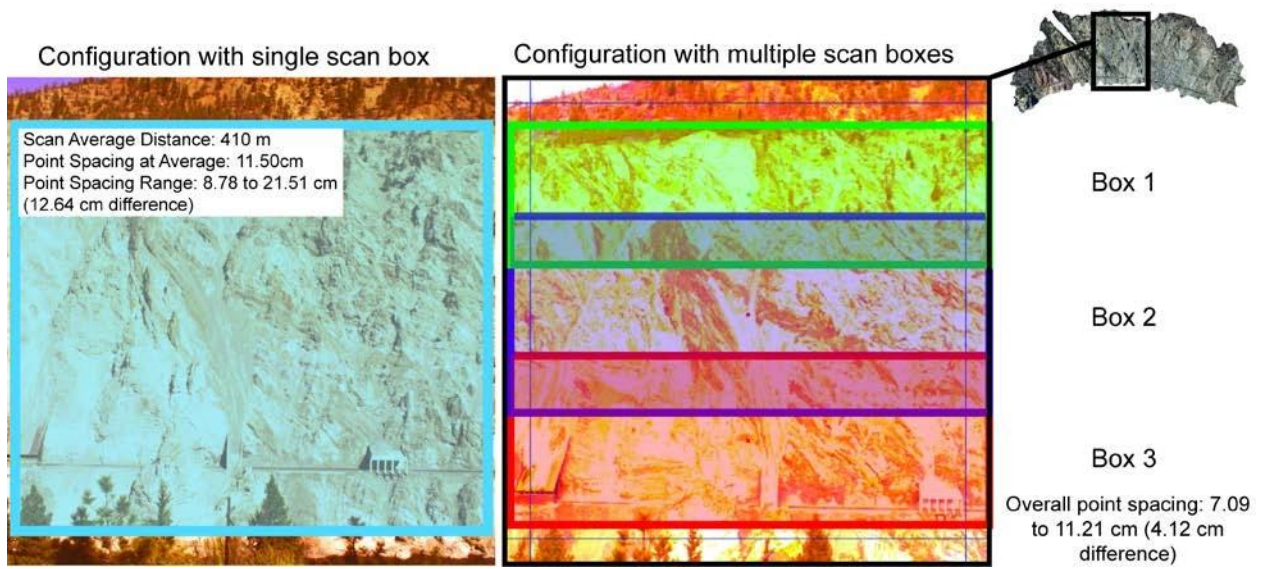 Configuration with single scan box
Scan Average Distance: 410 m
Point Spacing at Average: 11.50cm
Point Spacing Range: 8.78 to 21.51 cm
(12.64 cm difference)
Configuration with multiple scan boxes
Box 1
Box 2
Box 3
Overall point spacing: 7.09
to 11.21 cm (4.12 cm
difference)